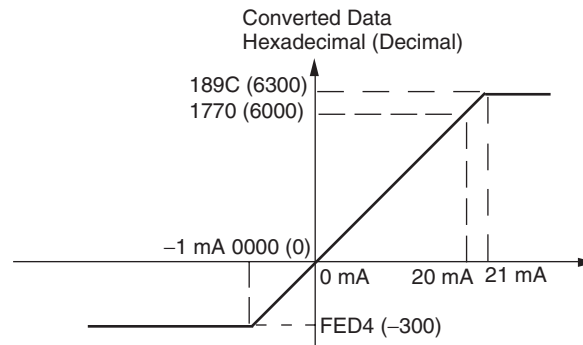 Converted Data
Hexadecimal (Decimal)
189C (6300)
1770 (6000)
–1 mA 0000 (0)
0 mA
20 mA
21 mA
FED4 (–300)